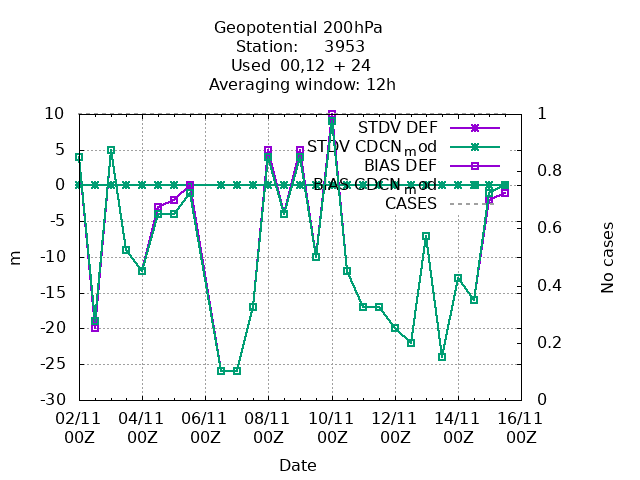 Geopotential 200hPa
Station: 3953
Used 00,12 + 24
Averaging window: 12h
10
5
0
-5
-10
-15
-20
-25
-30
m
1
0.8
0.6
0.4
0.2
0
No cases
STDV DEF
STDV CDCN_mod
BIAS DEF
BIAS CDCN_mod
CASES
02/11 04/11 06/11 08/11 10/11 12/11 14/11 16/11
00Z 00Z 00Z 00Z 00Z 00Z 00Z 00Z
Date